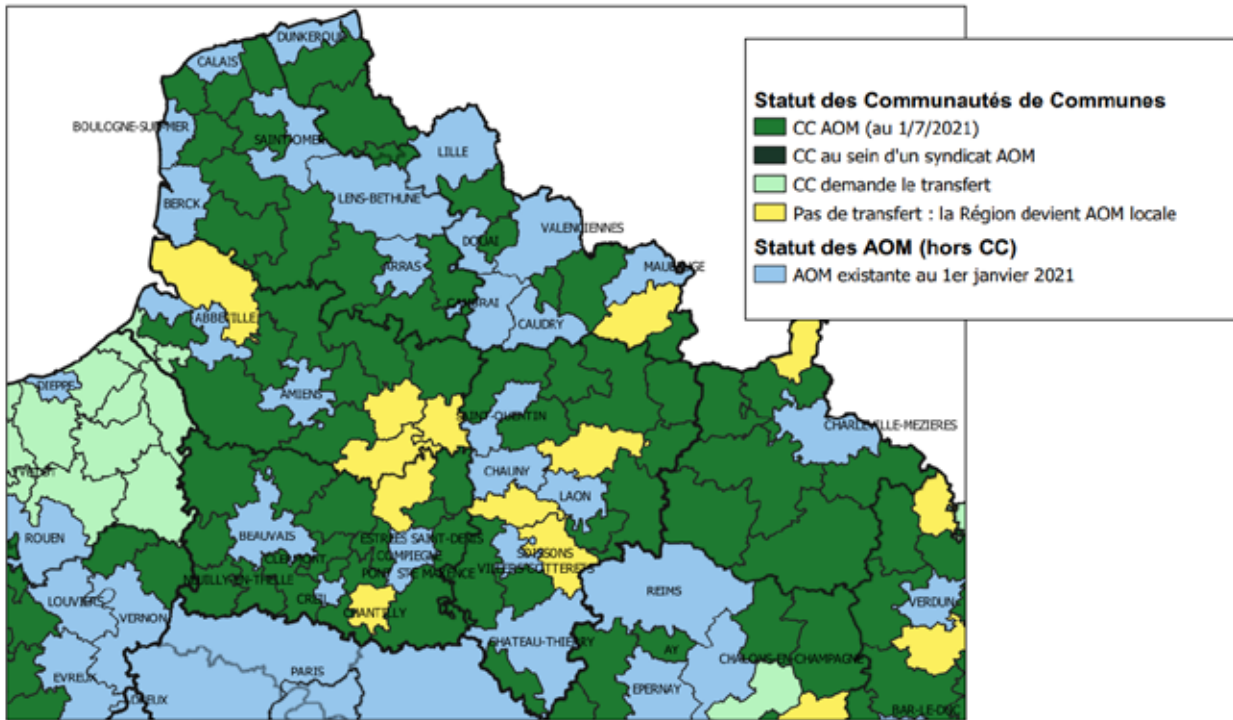 DUNKERQUE
CALAIS
BOULOGNE-SUR-MER
SAINT-OMER
LILLE
BERCK
LENS-BETHUNE
DOUAI
VALENCIENNES
ARRAS
MAUBEUGE
CAMBRAI
CAUDRY
ABBEVILLE
DIEPPE
AMIENS
SAINT-QUENTIN
CHARLEVILLE-MEZIERES
YVETOT
CHAUNY
LAON
ROUEN
BEAUVAIS
ESTREES SAINT-DENIS
CLERMONT
COMPIEGNE
SOISSONS
NEUILLY-EN-THELLE
PONT STE MAXENCE
VILLERS-COTTERETS
CREIL
CHANTILLY
REIMS
LOUVIERS
VERNON
VERDUN
CHATEAU-THIERRY
AY
CHALONS-EN-CHAMPAGNE
EVREUX
PARIS
EPERNAY
DREUX
BAR-LE-DUC
Statut des Communautés de Communes
CC AOM (au 1/7/2021)
CC au sein d'un syndicat AOM
CC demande le transfert
Pas de transfert : la Région devient AOM locale
Statut des AOM (hors CC)
AOM existante au 1er janvier 2021